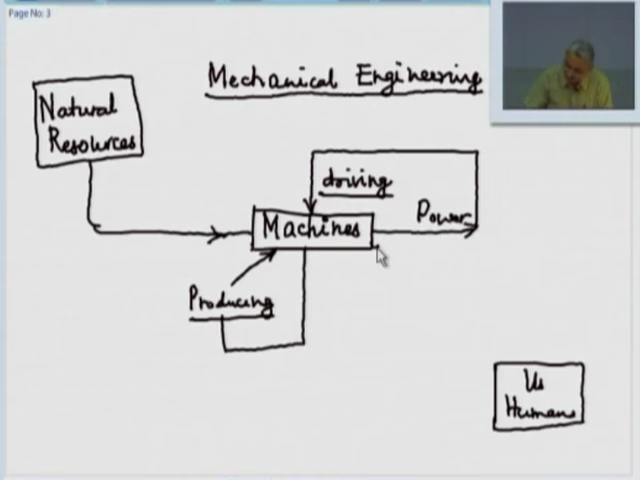 Page No: 3
Mechanical Engineering
Natural
Resources
driving
Power
Machines
Producing
Us
Humans